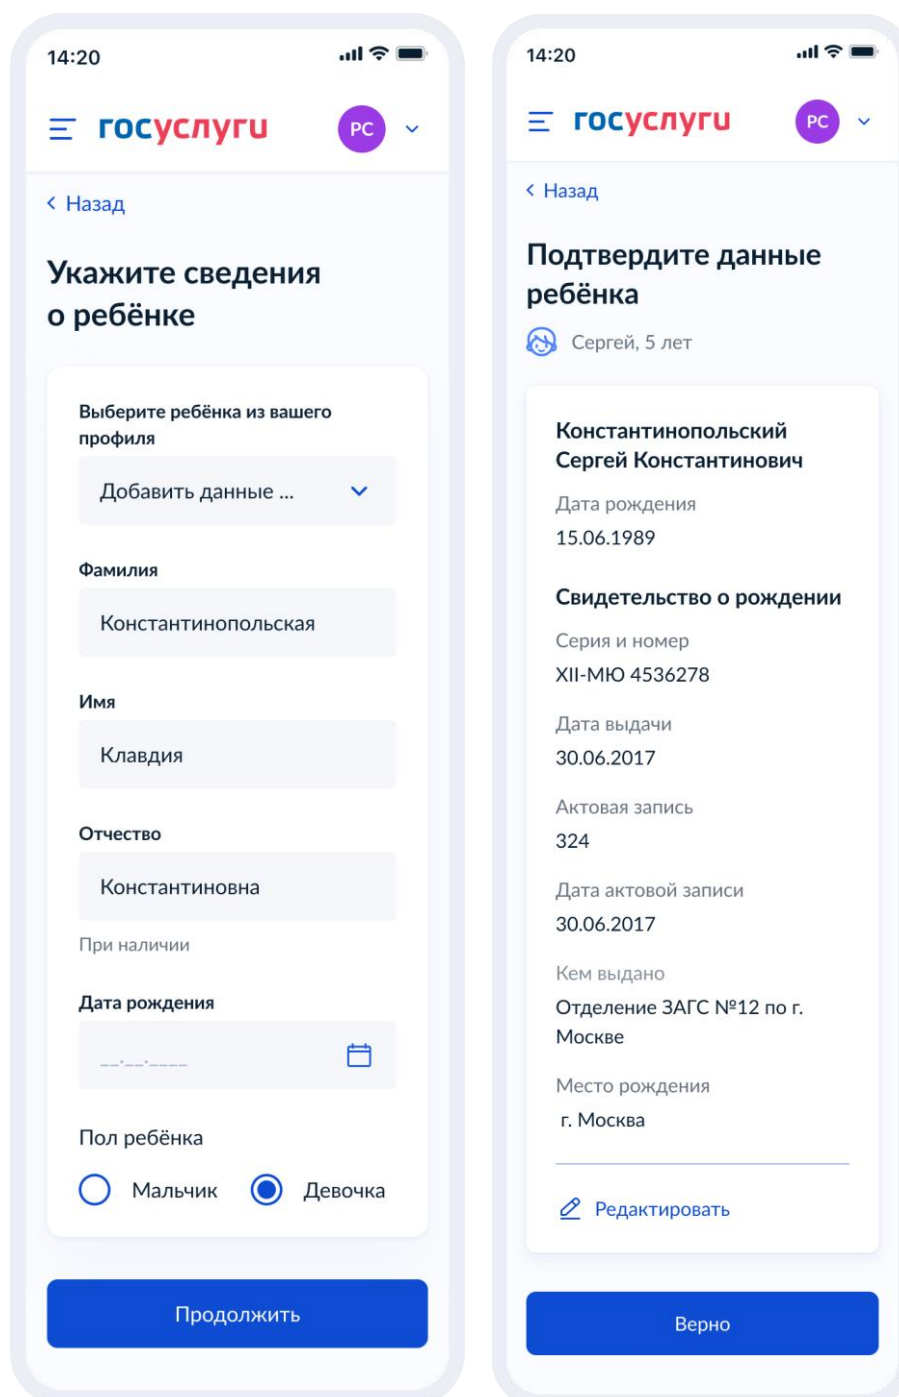 14:20
госуслуги
РС
Назад
Укажите сведения
о ребёнке
Выберите ребёнка из вашего
профиля
Добавить данные ...
Фамилия
Константинопольская
Имя
Клавдия
Отчество
Константиновна
При наличии
Дата рождения
__.__.____
Пол ребёнка
Мальчик
Девочка
Продолжить
14:20
госуслуги
РС
Назад
Подтвердите данные
ребёнка
Сергей, 5 лет
Константинопольский
Сергей Константинович
Дата рождения
15.06.1989
Свидетельство о рождении
Серия и номер
XII-МЮ 4536278
Дата выдачи
30.06.2017
Актовая запись
324
Дата актовой записи
30.06.2017
Кем выдано
Отделение ЗАГС №12 по г.
Москве
Место рождения
г. Москва
Редактировать
Верно